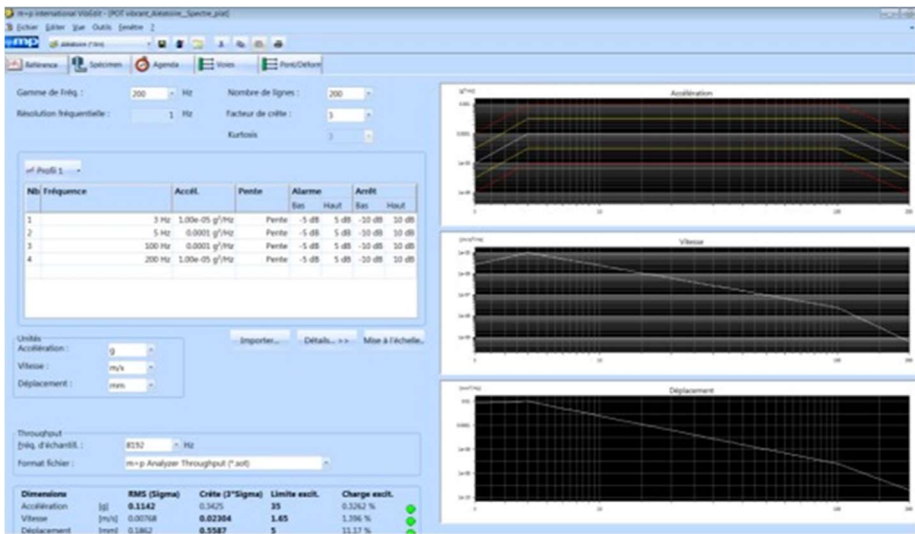 m+p international VibEdit - [POT vibrant_Aléatoire__Spectre_plat]
Fichier Éditer Vue Outils Fenêtre ?
mp Aléatoire (*.trn)
Référence Spécimen Agenda Voies Pont/Déform
Gamme de Fréq. : 200 Hz Nombre de lignes : 200
Résolution fréquentielle : 1 Hz Facteur de crête : 3
Kurtosis 3
Profil 1
Nb Fréquence Accél. Pente Alarme Arrêt
Bas Haut Bas Haut
1 3 Hz 1.00e-05 g²/Hz Pente -5 dB 5 dB -10 dB 10 dB
2 5 Hz 0.0001 g²/Hz Pente -5 dB 5 dB -10 dB 10 dB
3 100 Hz 0.0001 g²/Hz Pente -5 dB 5 dB -10 dB 10 dB
4 200 Hz 1.00e-05 g²/Hz Pente -5 dB 5 dB -10 dB 10 dB
Importer... Détails... >> Mise à l'échelle..
Unités
Accélération : g
Vitesse : m/s
Déplacement : mm
Throughput
Fréq. d'échantill. : 8192 Hz
Format fichier : m+p Analyzer Throughput (*.sot)
Dimensions RMS (Sigma) Crête (3*Sigma) Limite excit. Charge excit.
Accélération [g] 0.1142 0.3425 35 0.3262 %
Vitesse [m/s] 0.00768 0.02304 1.65 1.396 %
Déplacement [mm] 0.1862 0.5587 5 11.17 %
Accélération
Vitesse
Déplacement